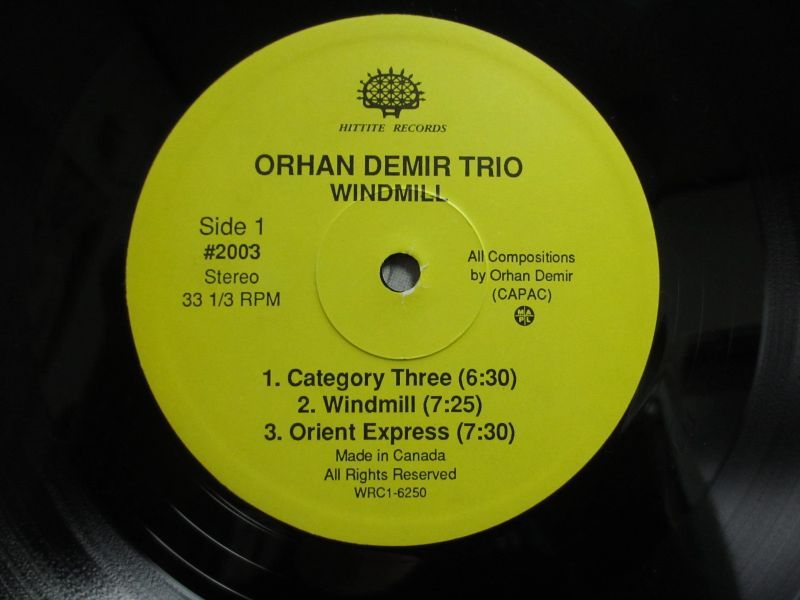 HITTITE RECORDS
ORHAN DEMIR TRIO
WINDMILL
Side 1
#2003
Stereo
33 1/3 RPM
All Compositions
by Orhan Demir
(CAPAC)
MA
PL
1. Category Three (6:30)
2. Windmill (7:25)
3. Orient Express (7:30)
Made in Canada
All Rights Reserved
WRC1-6250